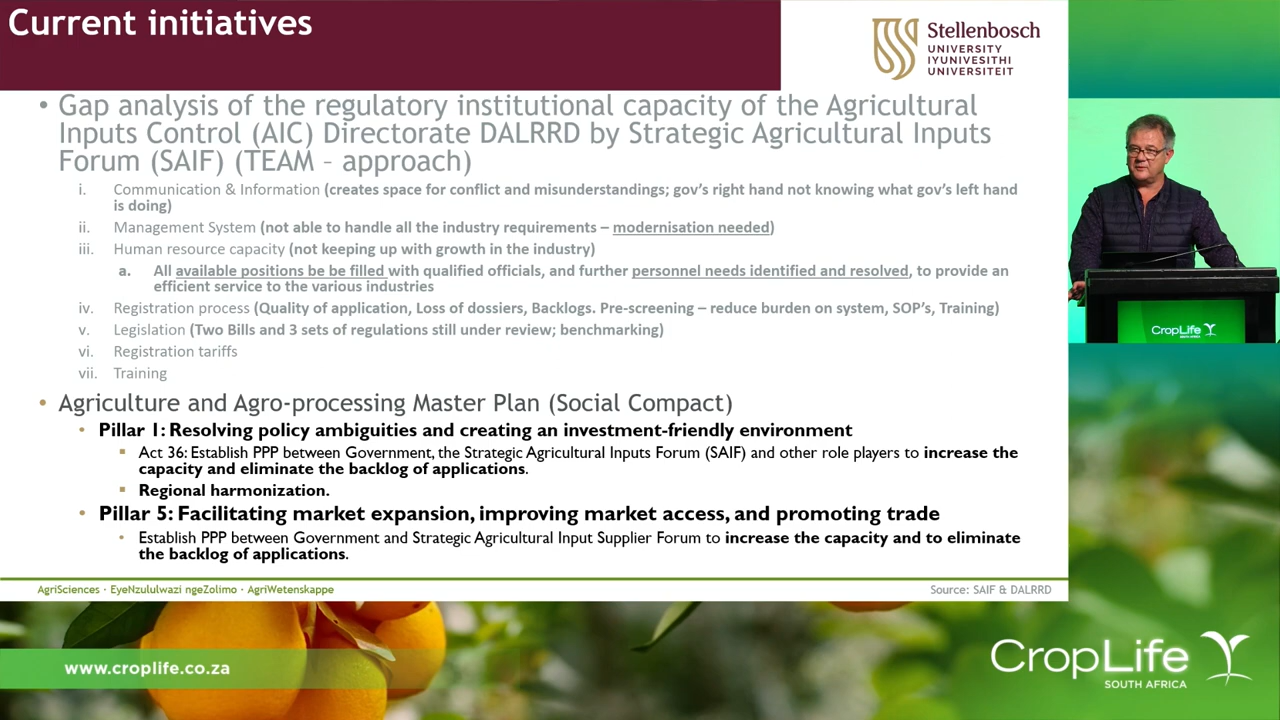 Current initiatives
Stellenbosch
UNIVERSITY
IYUNIVESITHI
UNIVERSITEIT
• Gap analysis of the regulatory institutional capacity of the Agricultural
Inputs Control (AIC) Directorate DALRRD by Strategic Agricultural Inputs
Forum (SAIF) (TEAM – approach)
i. Communication & Information (creates space for conflict and misunderstandings; gov’s right hand not knowing what gov’s left hand
is doing)
ii. Management System (not able to handle all the industry requirements – modernisation needed)
iii. Human resource capacity (not keeping up with growth in the industry)
a. All available positions be be filled with qualified officials, and further personnel needs identified and resolved, to provide an
efficient service to the various industries
iv. Registration process (Quality of application, Loss of dossiers, Backlogs. Pre-screening – reduce burden on system, SOP’s, Training)
v. Legislation (Two Bills and 3 sets of regulations still under review; benchmarking)
vi. Registration tariffs
vii. Training
• Agriculture and Agro-processing Master Plan (Social Compact)
• Pillar 1: Resolving policy ambiguities and creating an investment-friendly environment
▪ Act 36: Establish PPP between Government, the Strategic Agricultural Inputs Forum (SAIF) and other role players to increase the
capacity and eliminate the backlog of applications.
▪ Regional harmonization.
• Pillar 5: Facilitating market expansion, improving market access, and promoting trade
• Establish PPP between Government and Strategic Agricultural Input Supplier Forum to increase the capacity and to eliminate
the backlog of applications.
AgriSciences · EyeNzululwazi ngeZolimo · AgriWetenskappe
Source: SAIF & DALRRD
CropLife
SOUTH AFRICA
www.croplife.co.za
CropLife
SOUTH AFRICA